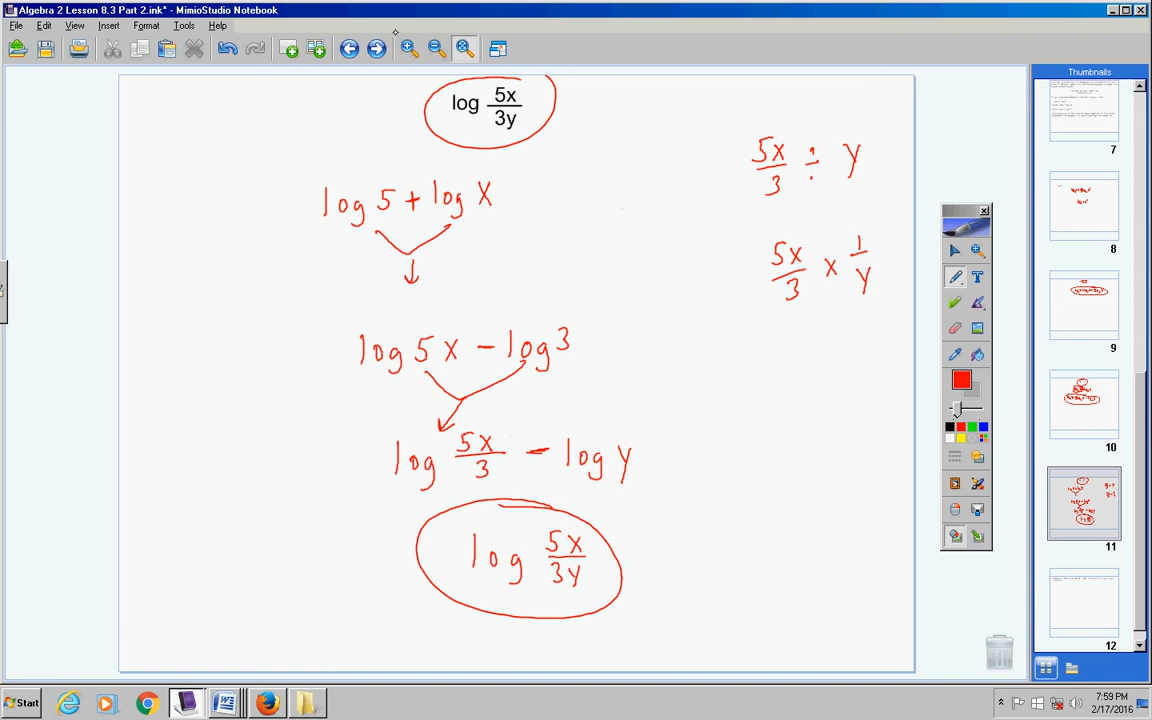 Algebra 2 Lesson 8.3 Part 2.ink* - MimioStudio Notebook
File Edit View Insert Format Tools Help
Thumbnails
log 5x/3y
5x/3 ÷ y
log 5 + log x
5x/3 x 1/y
log 5x - log 3
log 5x/3 - log y
log 5x/3y
7
8
9
10
11
12
T
W
Start
7:59 PM
2/17/2016